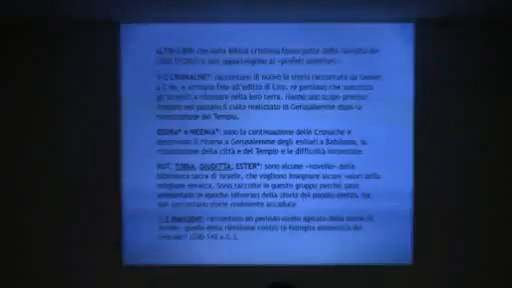 ALTRI LIBRI che nella Bibbia cristiana fanno parte della raccolta dei
libri storici e non appartengono ai «profeti anteriori»:
1-2 CRONACHE*: raccontano di nuovo la storia raccontata da Samuele
a 2 Re, e arrivano fino all'editto di Ciro, re persiano che autorizza
gli israeliti a ritornare nella loro terra. Hanno uno scopo preciso:
il culto realizzato in Gerusalemme dopo la
ricostruzione del Tempio.
ESDRA* e NEEMIA*: sono la continuazione delle Cronache e
descrivono il ritorno a Gerusalemme degli esiliati a Babilonia, la
ricostruzione della città e del Tempio e le difficoltà incontrate.
RUT, TOBIA, GIUDITTA, ESTER*: sono alcune «novelle» della
letteratura sacra di Israele, che vogliono insegnare alcuni valori della
religione ebraica. Sono raccolte in questo gruppo perché sono
ambientate in epoche diverse della storia del popolo eletto, ma
non raccontano storie realmente accadute.
1-2 Maccabei: raccontano un periodo molto agitato della storia di
Israele, quello della ribellione contro la famiglia